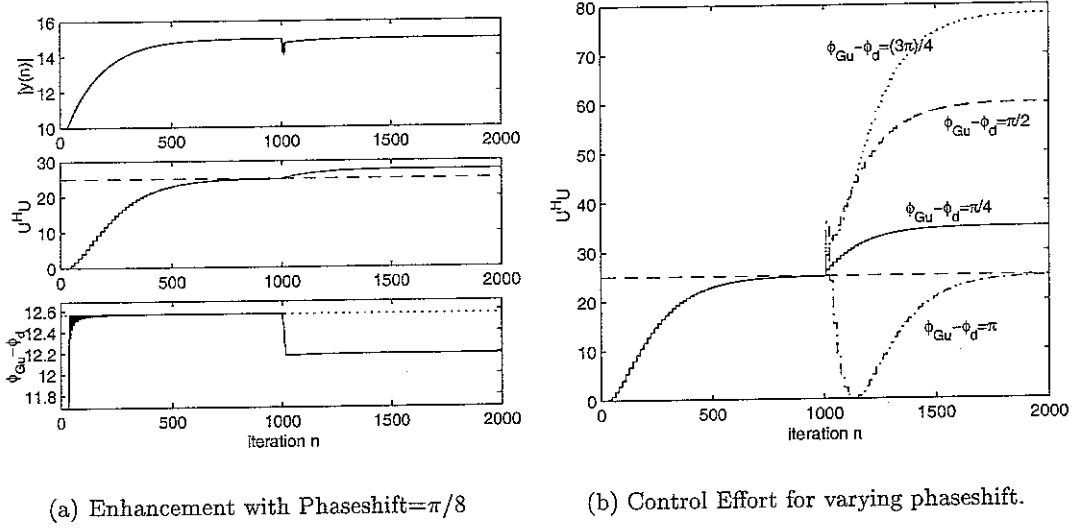 16
14
12
10
|y(n)|
0 500 1000 1500 2000
30
20
10
0
U^H U
0 500 1000 1500 2000
12.6
12.4
12.2
12
11.8
ϕ_Gu−ϕ_d
0 500 1000 1500 2000
iteration n
(a) Enhancement with Phaseshift=π/8
80
70
60
50
40
30
20
10
0
U^H U
ϕ_Gu−ϕ_d=(3π)/4
ϕ_Gu−ϕ_d=π/2
ϕ_Gu−ϕ_d=π/4
ϕ_Gu−ϕ_d=π
0 500 1000 1500 2000
iteration n
(b) Control Effort for varying phaseshift.